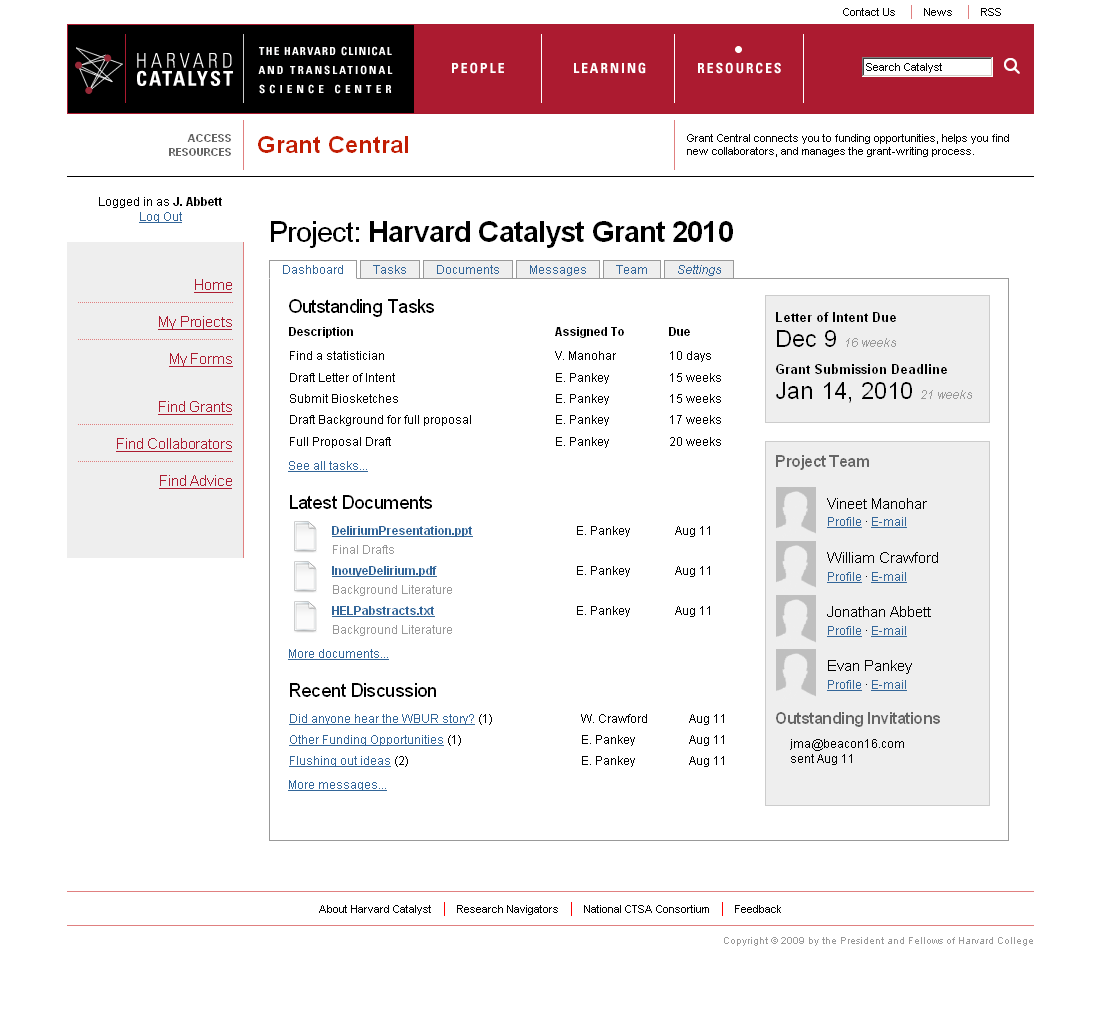 Contact Us News RSS
HARVARD CATALYST
THE HARVARD CLINICAL
AND TRANSLATIONAL
SCIENCE CENTER
PEOPLE LEARNING RESOURCES
Search Catalyst
ACCESS
RESOURCES
Grant Central
Grant Central connects you to funding opportunities, helps you find
new collaborators, and manages the grant-writing process.
Logged in as J. Abbett
Log Out
Home
My Projects
My Forms
Find Grants
Find Collaborators
Find Advice
Project: Harvard Catalyst Grant 2010
Dashboard Tasks Documents Messages Team Settings
Outstanding Tasks
Description Assigned To Due
Find a statistician V. Manohar 10 days
Draft Letter of Intent E. Pankey 15 weeks
Submit Biosketches E. Pankey 15 weeks
Draft Background for full proposal E. Pankey 17 weeks
Full Proposal Draft E. Pankey 20 weeks
See all tasks...
Latest Documents
DeliriumPresentation.ppt E. Pankey Aug 11
Final Drafts
InouyeDelirium.pdf E. Pankey Aug 11
Background Literature
HELPabstracts.txt E. Pankey Aug 11
Background Literature
More documents...
Recent Discussion
Did anyone hear the WBUR story? (1) W. Crawford Aug 11
Other Funding Opportunities (1) E. Pankey Aug 11
Flushing out ideas (2) E. Pankey Aug 11
More messages...
Letter of Intent Due
Dec 9 16 weeks
Grant Submission Deadline
Jan 14, 2010 21 weeks
Project Team
Vineet Manohar
Profile · E-mail
William Crawford
Profile · E-mail
Jonathan Abbett
Profile · E-mail
Evan Pankey
Profile · E-mail
Outstanding Invitations
jma@beacon16.com
sent Aug 11
About Harvard Catalyst Research Navigators National CTSA Consortium Feedback
Copyright © 2009 by the President and Fellows of Harvard College